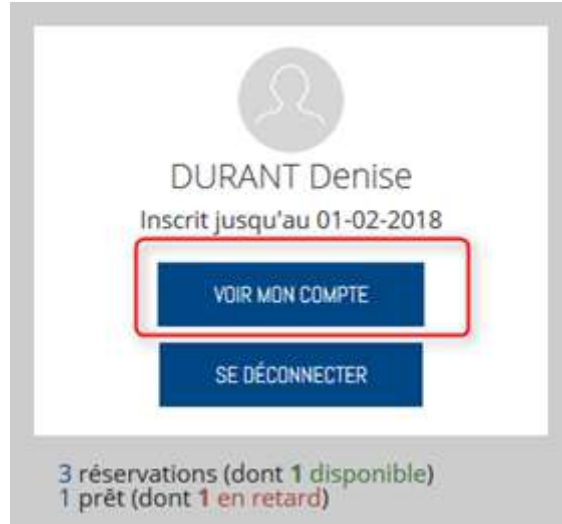 DURANT Denise
Inscrit jusqu'au 01-02-2018
VOIR MON COMPTE
SE DÉCONNECTER
3 réservations (dont 1 disponible)
1 prêt (dont 1 en retard)